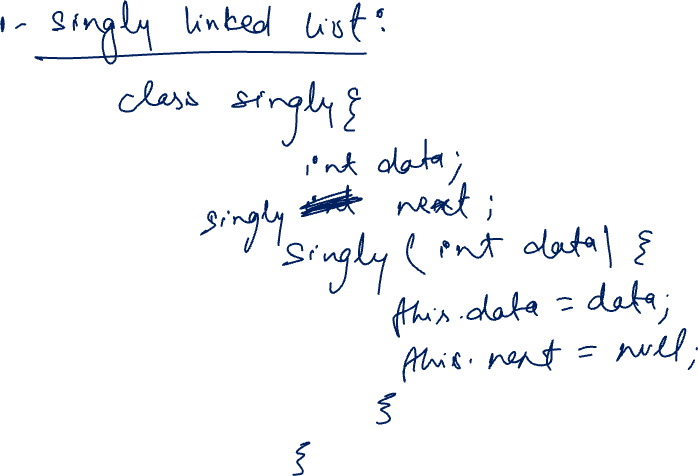 1- Singly linked list:
class singly {
int data;
singly next;
singly (int data) {
this.data = data;
this.next = null;
}
}